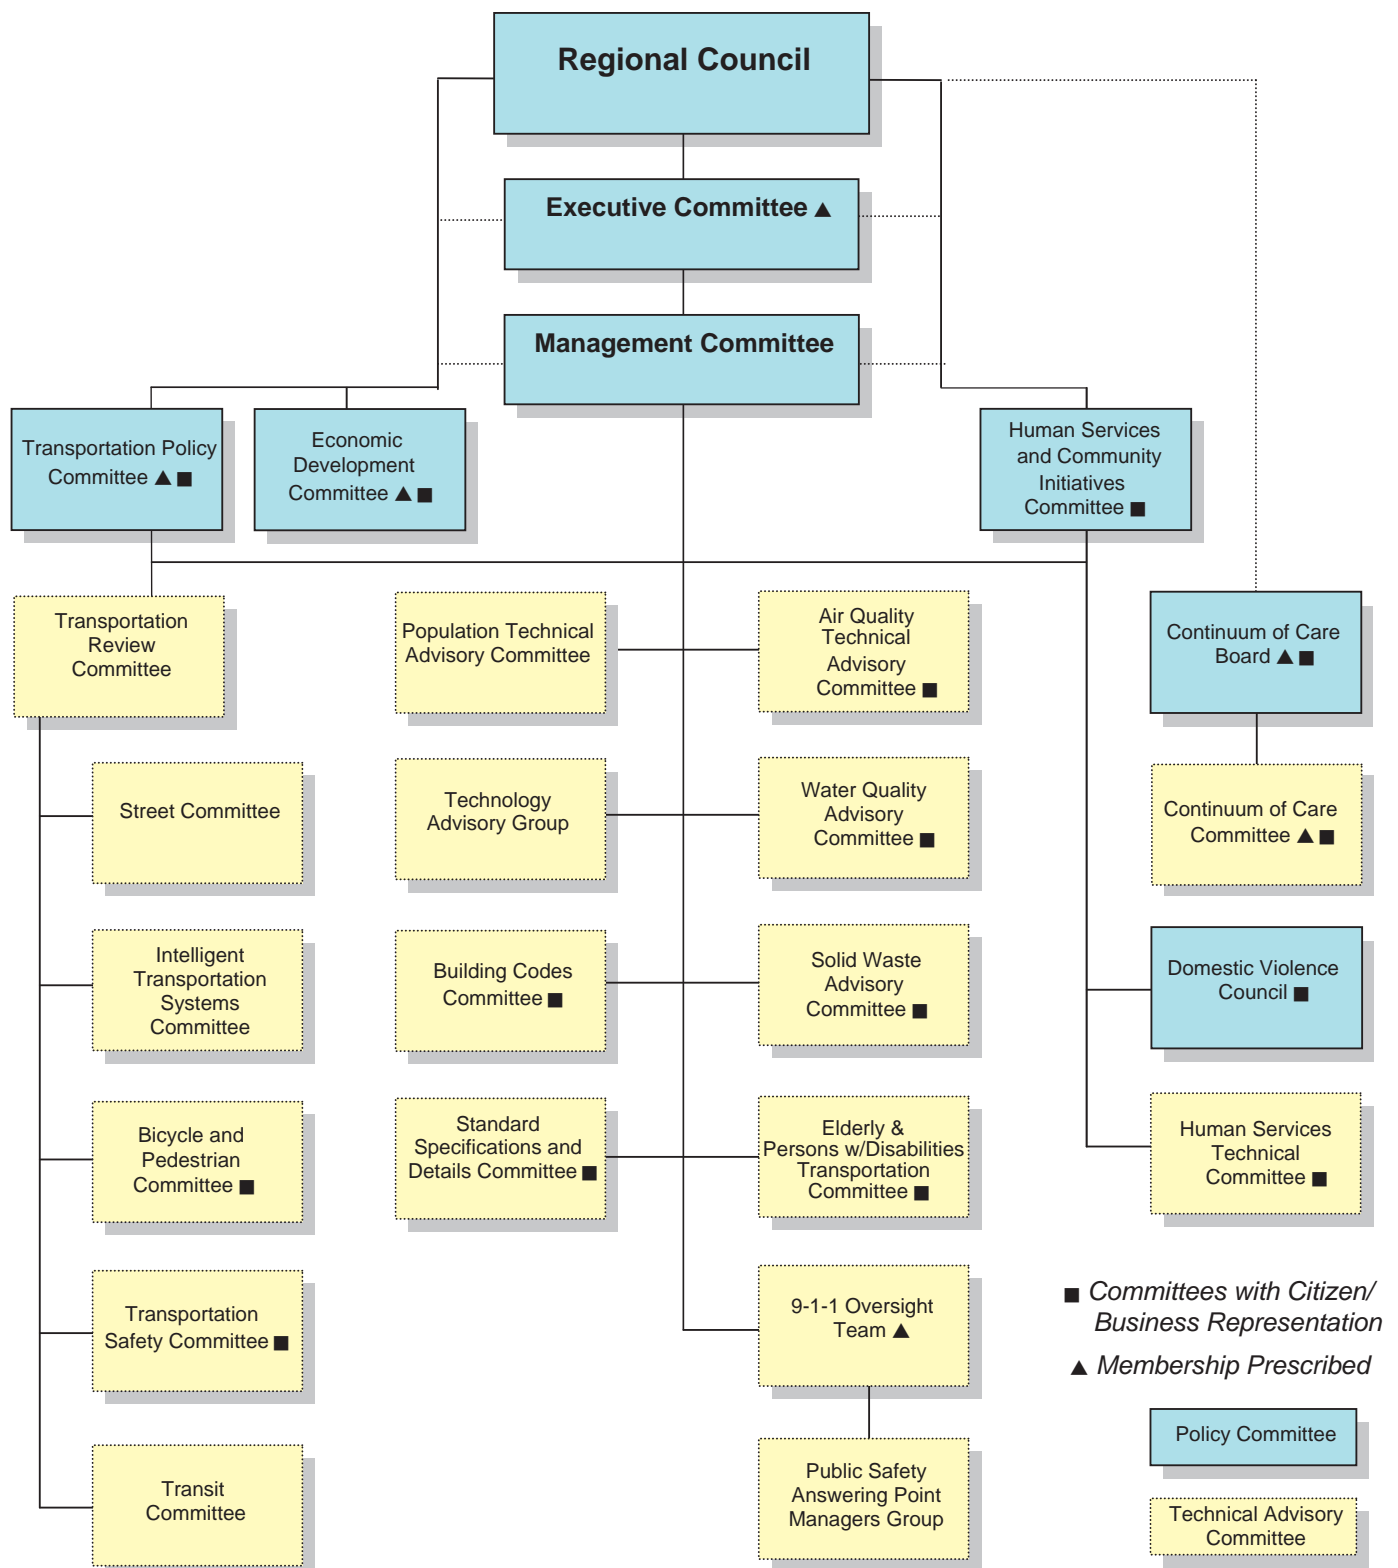 Regional Council
Executive Committee ▲
Management Committee
Transportation Policy
Committee ▲ ■
Economic
Development
Committee ▲ ■
Human Services
and Community
Initiatives
Committee ■
Transportation
Review
Committee
Population Technical
Advisory Committee
Air Quality
Technical
Advisory
Committee ■
Continuum of Care
Board ▲ ■
Street Committee
Technology
Advisory Group
Water Quality
Advisory
Committee ■
Continuum of Care
Committee ▲ ■
Intelligent
Transportation
Systems
Committee
Building Codes
Committee ■
Solid Waste
Advisory
Committee ■
Domestic Violence
Council ■
Bicycle and
Pedestrian
Committee ■
Standard
Specifications and
Details Committee ■
Elderly &
Persons w/Disabilities
Transportation
Committee ■
Human Services
Technical
Committee ■
Transportation
Safety Committee ■
9-1-1 Oversight
Team ▲
■ Committees with Citizen/
Business Representation
▲ Membership Prescribed
Policy Committee
Transit
Committee
Public Safety
Answering Point
Managers Group
Technical Advisory
Committee